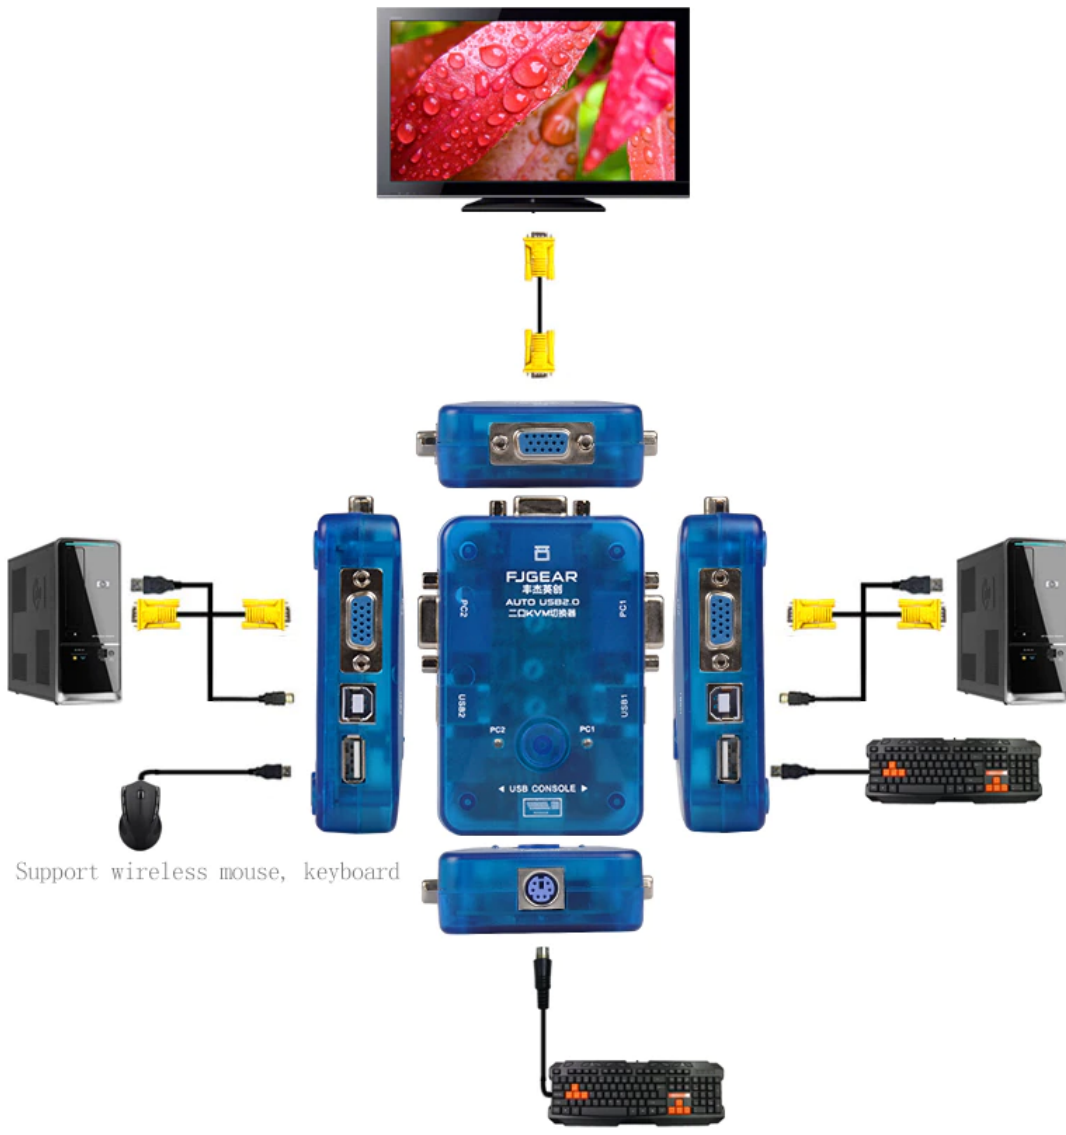 FJGEAR
丰杰英创
AUTO USB2.0
二口KVM切换器
PC2
PC1
USB2
USB1
PC2
PC1
◄ USB CONSOLE ►
Support wireless mouse, keyboard